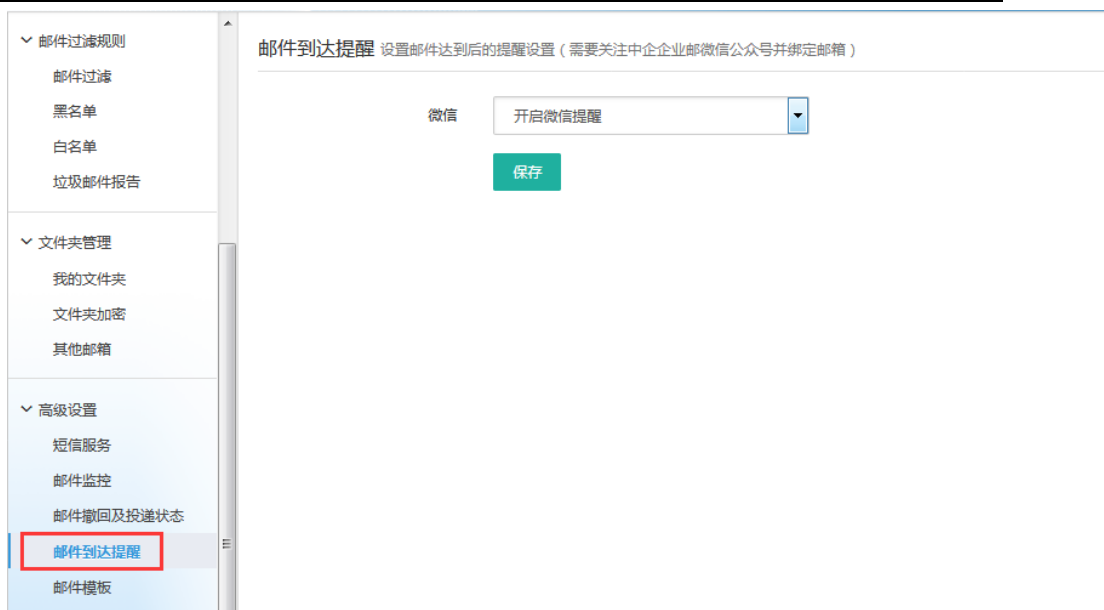 邮件过滤规则
邮件过滤
黑名单
白名单
垃圾邮件报告
文件夹管理
我的文件夹
文件夹加密
其他邮箱
高级设置
短信服务
邮件监控
邮件撤回及投递状态
邮件到达提醒
邮件模板
邮件到达提醒 设置邮件达到后的提醒设置 ( 需要关注中企企业邮微信公众号并绑定邮箱 )
微信 开启微信提醒
保存